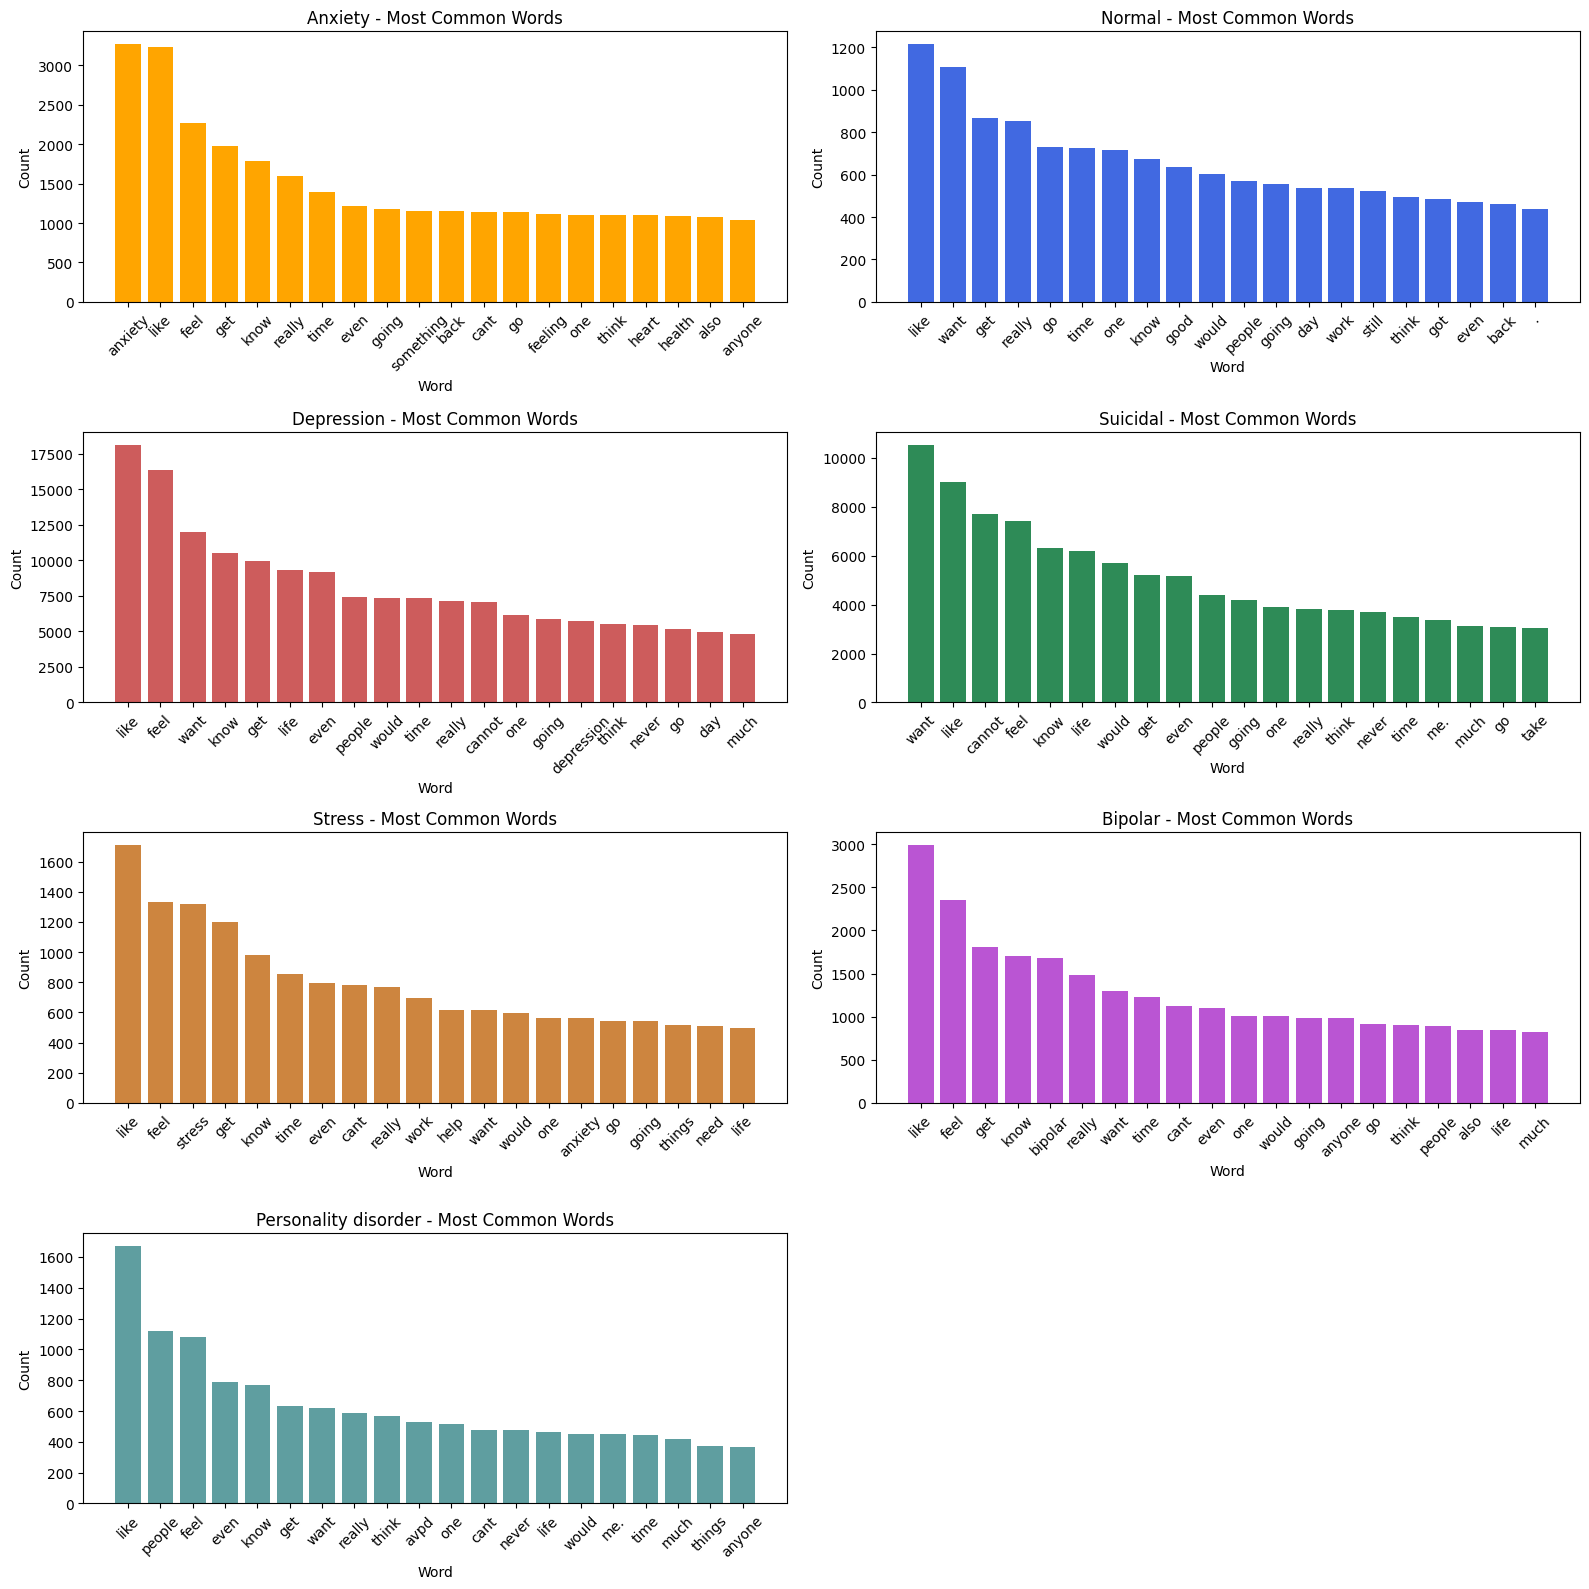 Anxiety - Most Common Words
Count
3000
2500
2000
1500
1000
500
0
anxiety
like
feel
get
know
really
time
even
going
something
back
cant
go
feeling
one
think
heart
health
also
anyone
Word
Normal - Most Common Words
Count
1200
1000
800
600
400
200
0
like
want
get
really
go
time
one
know
good
would
people
going
day
work
still
think
got
even
back
.
Word
Depression - Most Common Words
Count
17500
15000
12500
10000
7500
5000
2500
0
like
feel
want
know
get
life
even
people
would
time
really
cannot
one
going
depression
think
never
go
day
much
Word
Suicidal - Most Common Words
Count
10000
8000
6000
4000
2000
0
want
like
cannot
feel
know
life
would
get
even
people
going
one
really
think
never
time
me.
much
go
take
Word
Stress - Most Common Words
Count
1600
1400
1200
1000
800
600
400
200
0
like
feel
stress
get
know
time
even
cant
really
work
help
want
would
one
anxiety
go
going
things
need
life
Word
Bipolar - Most Common Words
Count
3000
2500
2000
1500
1000
500
0
like
feel
get
know
bipolar
really
want
time
cant
even
one
would
going
anyone
go
think
people
also
life
much
Word
Personality disorder - Most Common Words
Count
1600
1400
1200
1000
800
600
400
200
0
like
people
feel
even
know
get
want
really
think
avpd
one
cant
never
life
would
me.
time
much
things
anyone
Word